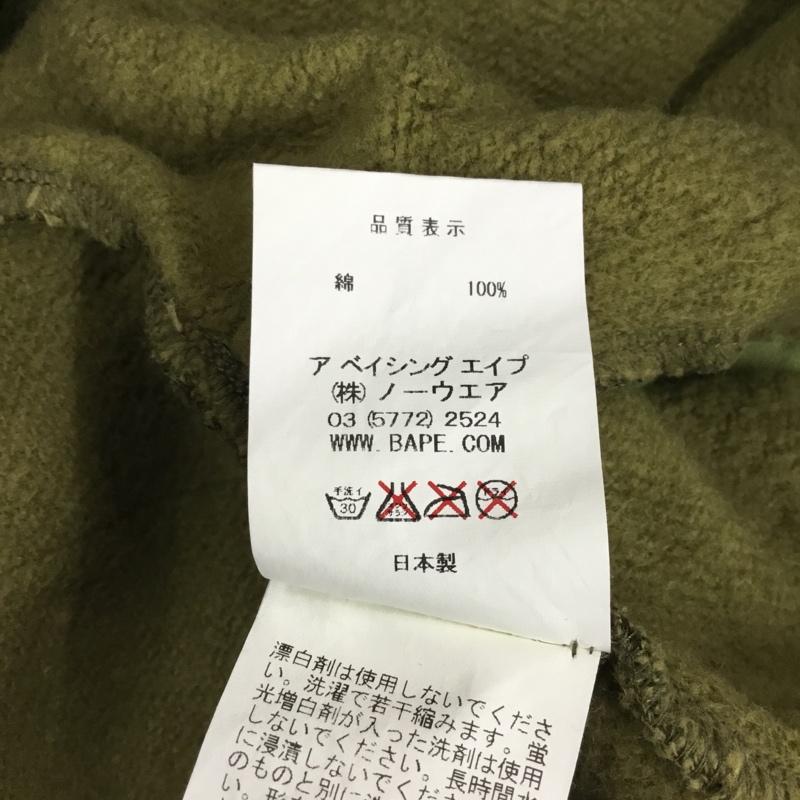 品質表示
綿 100%
ア ベイシング エイプ
(株) ノーウエア
03 (5772) 2524
WWW. BAPE. COM
手洗イ
30
日本製
漂白剤は使用しないでくださ
い。洗濯で若干縮みます。蛍
光増白剤が入った洗剤は使用
しないでください。長時間水
に浸漬しないでくだ
のものと別に洗
い。形